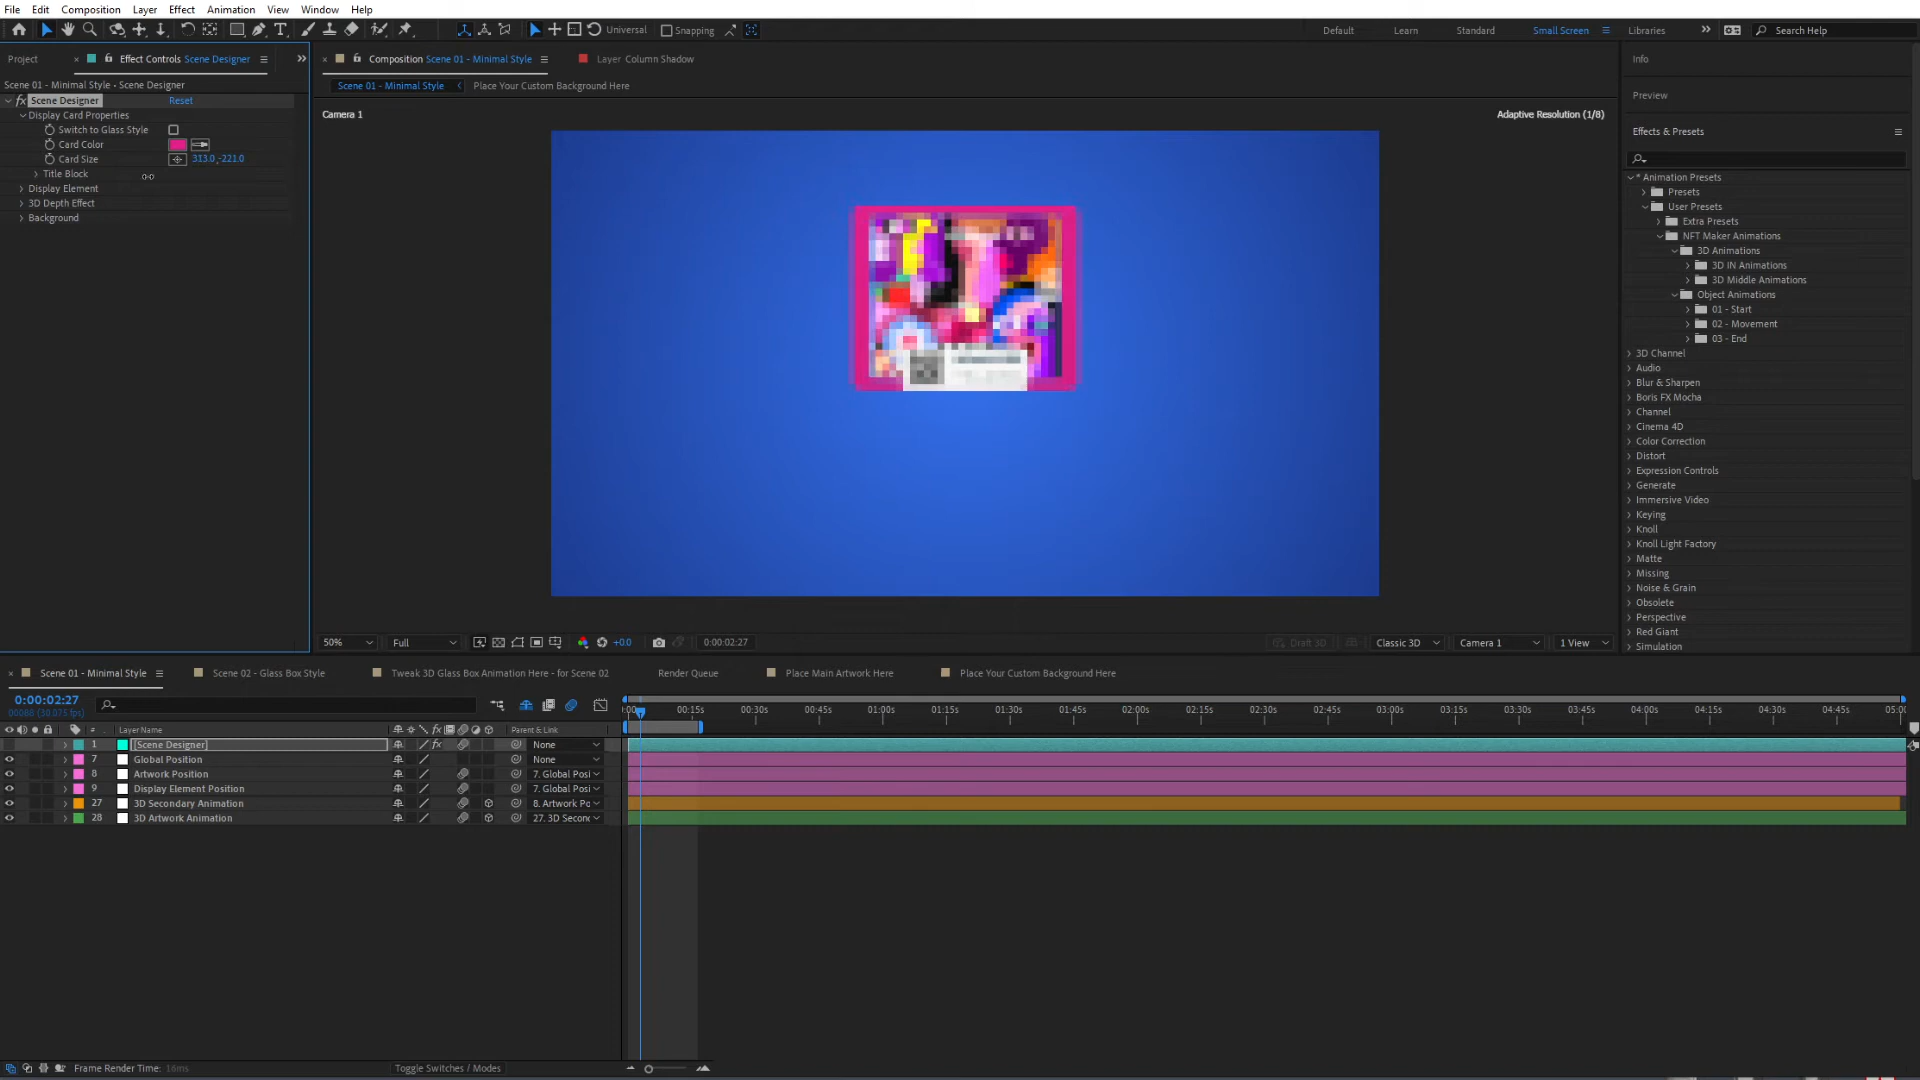 File Edit Composition Layer Effect Animation View Window Help
Universal Snapping Default Learn Standard Small Screen Libraries Search Help
Project Effect Controls Scene Designer Composition Scene 01 - Minimal Style Layer Column Shadow Info
Scene 01 - Minimal Style • Scene Designer Scene 01 - Minimal Style Place Your Custom Background Here
fx Scene Designer Reset Preview
Display Card Properties Camera 1 Adaptive Resolution (1/8)
Switch to Glass Style Effects & Presets
Card Color
Card Size 313.0,-221.0
Title Block * Animation Presets
Display Element Presets
3D Depth Effect User Presets
Background Extra Presets
NFT Maker Animations
3D Animations
3D IN Animations
3D Middle Animations
Object Animations
01 - Start
02 - Movement
03 - End
3D Channel
Audio
Blur & Sharpen
Boris FX Mocha
Channel
Cinema 4D
Color Correction
Distort
Expression Controls
Generate
Immersive Video
Keying
Knoll
Knoll Light Factory
Matte
Missing
Noise & Grain
Obsolete
Perspective
Red Giant
Simulation
50% Full +0.0 0:00:02:27 Draft 3D Classic 3D Camera 1 1 View
Scene 01 - Minimal Style Scene 02 - Glass Box Style Tweak 3D Glass Box Animation Here - for Scene 02 Render Queue Place Main Artwork Here Place Your Custom Background Here
0:00:02:27
00:15s 00:30s 00:45s 01:00s 01:15s 01:30s 01:45s 02:00s 02:15s 02:30s 02:45s 03:00s 03:15s 03:30s 03:45s 04:00s 04:15s 04:30s 04:45s
# Layer Name fx Parent & Link
1 [Scene Designer] fx None
7 Global Position None
8 Artwork Position 7. Global Posi
9 Display Element Position 7. Global Posi
27 3D Secondary Animation 8. Artwork Po
28 3D Artwork Animation 27. 3D Second
Frame Render Time: 16ms Toggle Switches / Modes